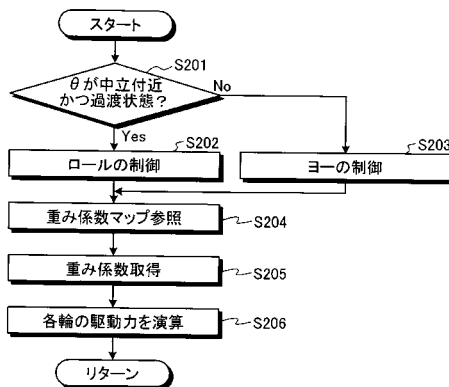 スタート
S201
θが中立付近
かつ過渡状態？
No
Yes
S202
ロールの制御
S203
ヨーの制御
重み係数マップ参照
S204
重み係数取得
S205
各輪の駆動力を演算
S206
リターン